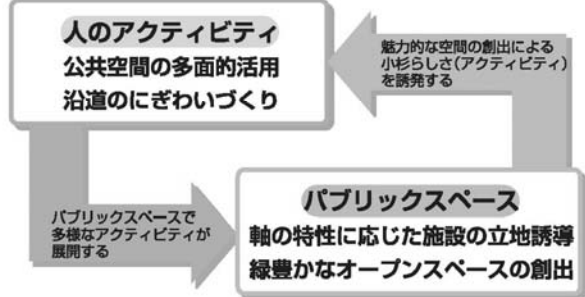 人のアクティビティ
公共空間の多面的活用
沿道のにぎわいづくり
魅力的な空間の創出による
小杉らしさ(アクティビティ)
を誘発する
パブリックスペースで
多様なアクティビティが
展開する
パブリックスペース
軸の特性に応じた施設の立地誘導
緑豊かなオープンスペースの創出